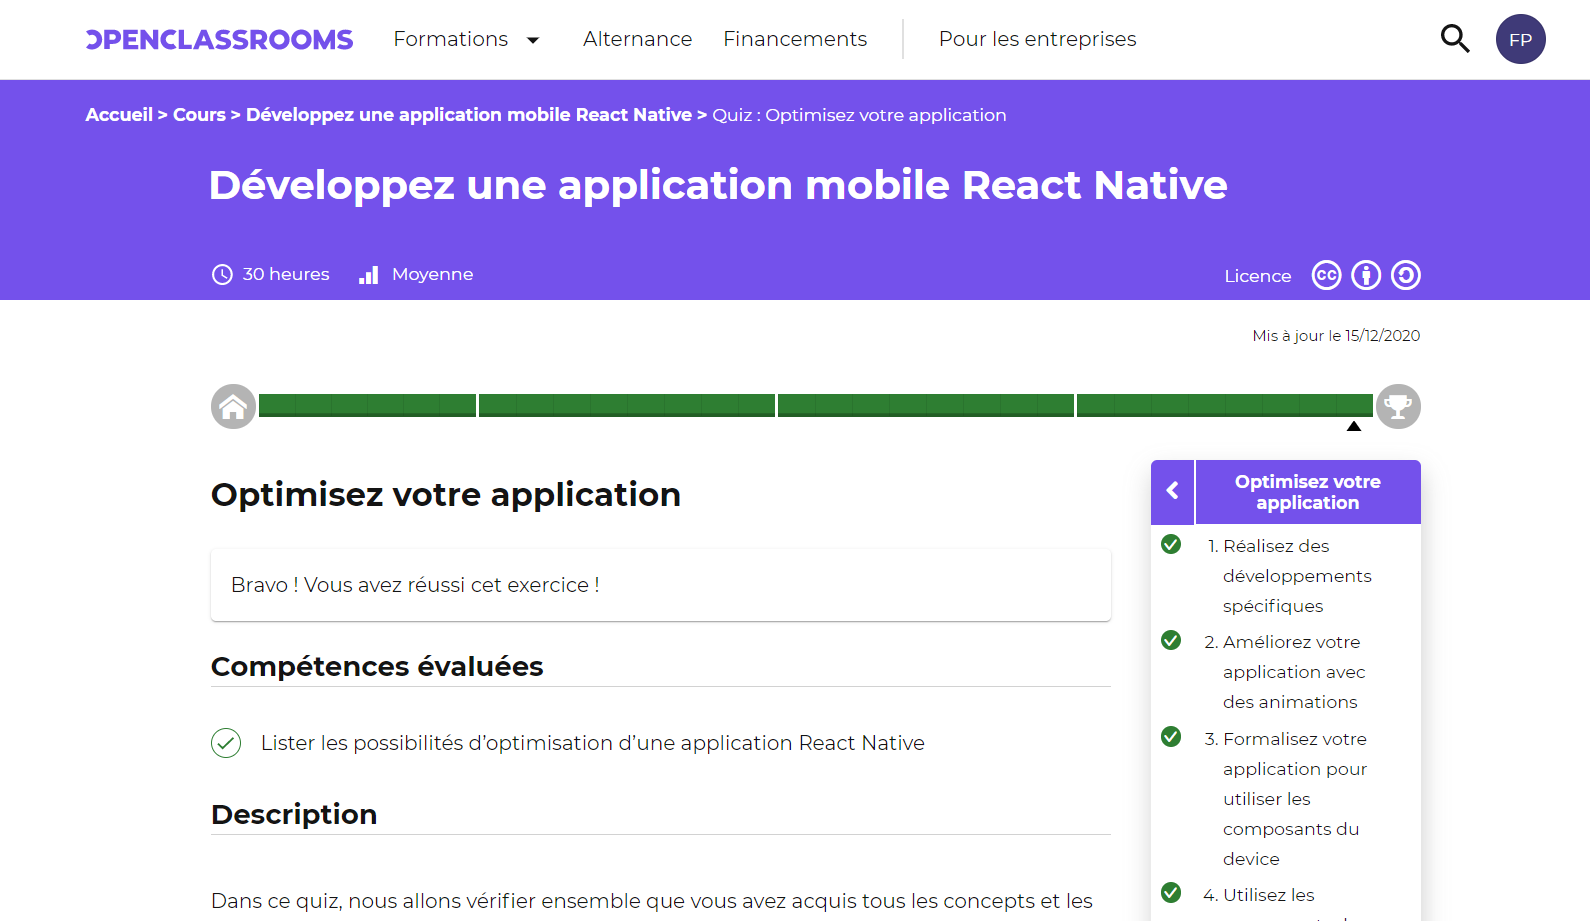 OPENCLASSROOMS Formations Alternance Financements Pour les entreprises FP
Accueil > Cours > Développez une application mobile React Native > Quiz : Optimisez votre application
Développez une application mobile React Native
30 heures Moyenne Licence cc
Mis à jour le 15/12/2020
Optimisez votre application
Bravo ! Vous avez réussi cet exercice !
Compétences évaluées
Lister les possibilités d’optimisation d’une application React Native
Description
Dans ce quiz, nous allons vérifier ensemble que vous avez acquis tous les concepts et les
Optimisez votre
application
1. Réalisez des
développements
spécifiques
2. Améliorez votre
application avec
des animations
3. Formalisez votre
application pour
utiliser les
composants du
device
4. Utilisez les